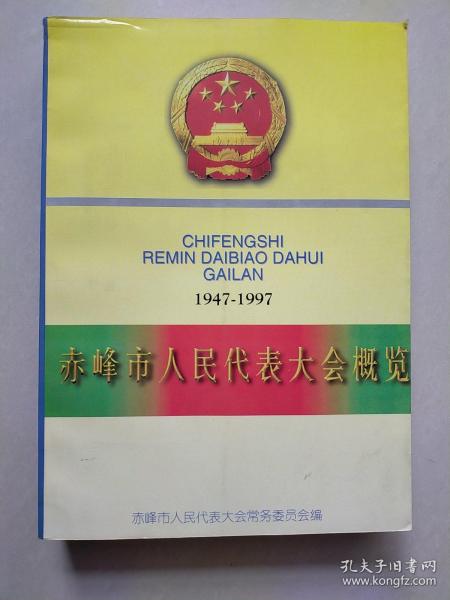 CHIFENGSHI
REMIN DAIBIAO DAHUI
GAILAN
1947-1997
赤峰市人民代表大会概览
赤峰市人民代表大会常务委员会编
孔夫子旧书网
www.kongfz.com